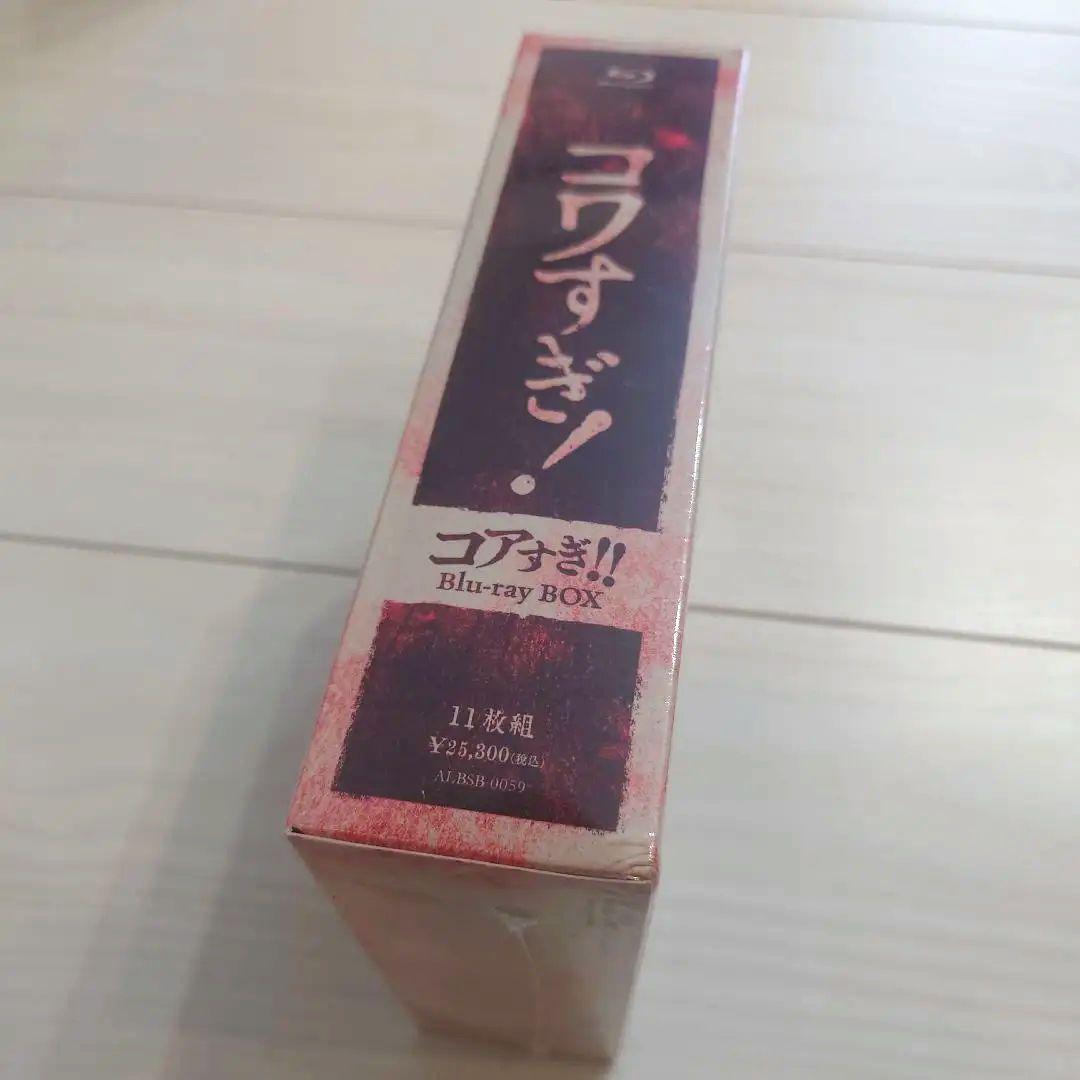 コワすぎ!
コアすぎ!!
Blu-ray BOX
11枚組
¥25,300(税込)
ALBSB-0059